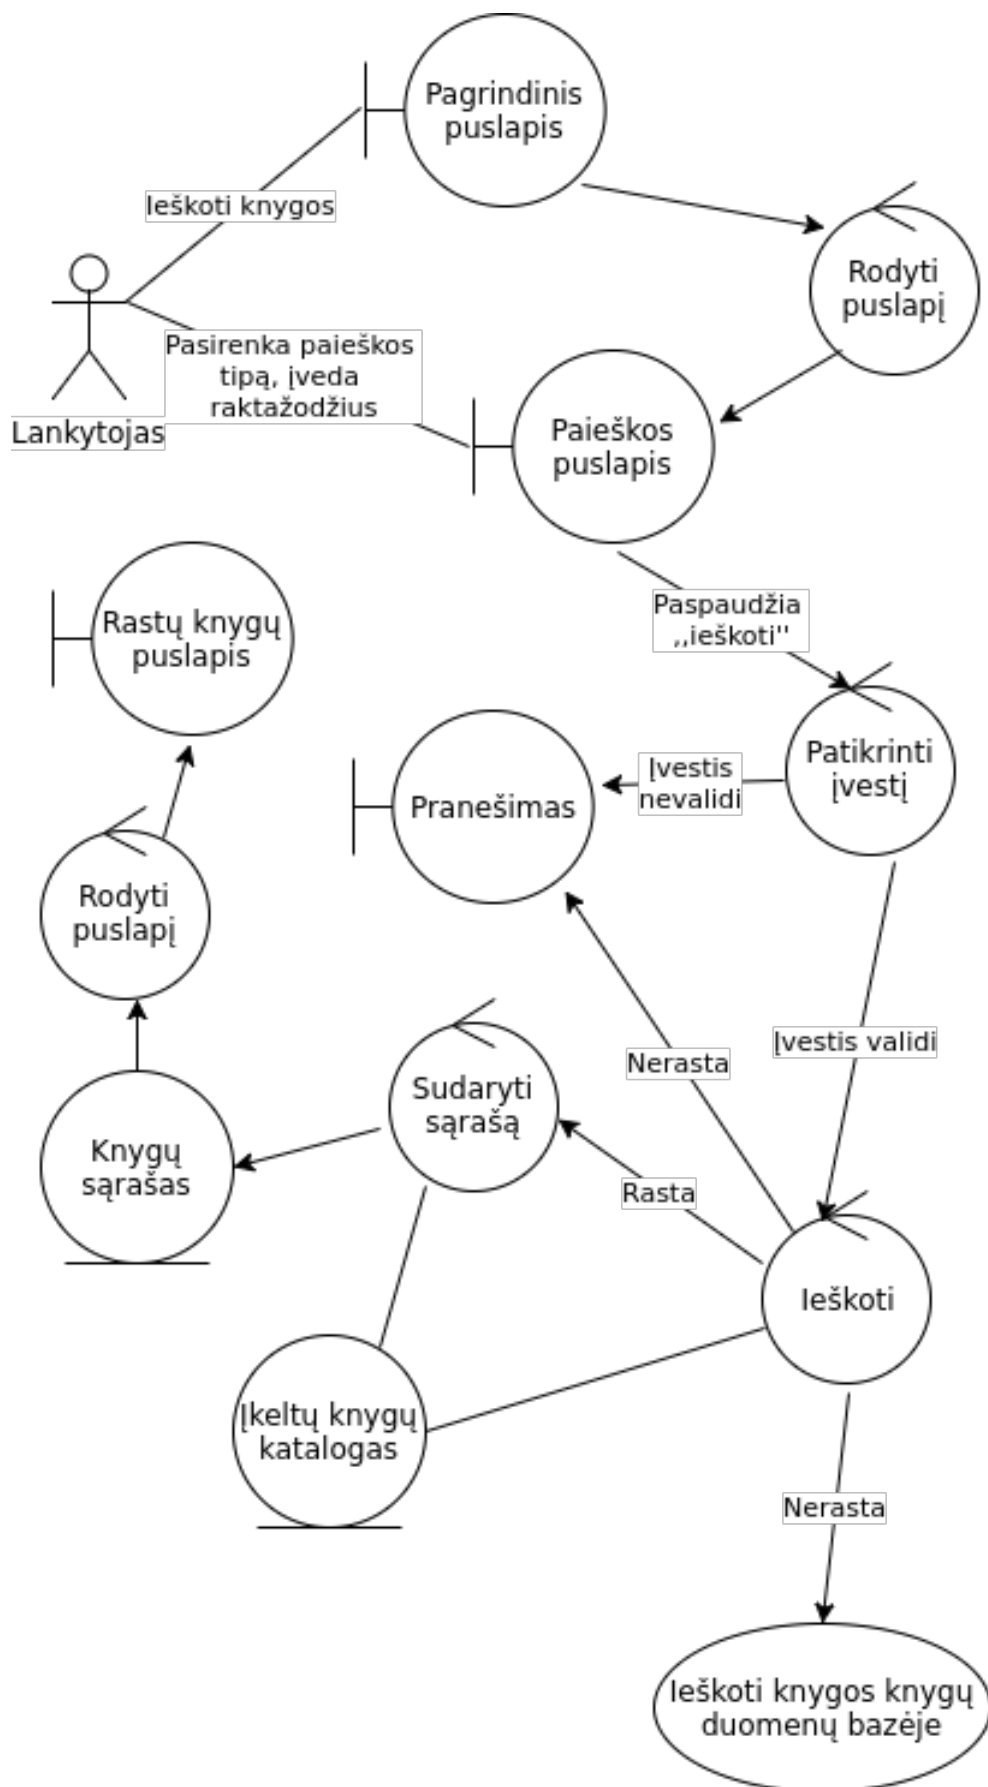 Pagrindinis
puslapis
Ieškoti knygos
Rodyti
puslapį
Pasirenka paieškos
tipą, įveda
raktažodžius
Lankytojas
Paieškos
puslapis
Rastų knygų
puslapis
Paspaudžia
,,ieškoti''
Patikrinti
įvestį
Įvestis
nevalidi
Pranešimas
Rodyti
puslapį
Įvestis validi
Nerasta
Sudaryti
sąrašą
Knygų
sąrašas
Rasta
Ieškoti
Įkeltų knygų
katalogas
Nerasta
Ieškoti knygos knygų
duomenų bazėje